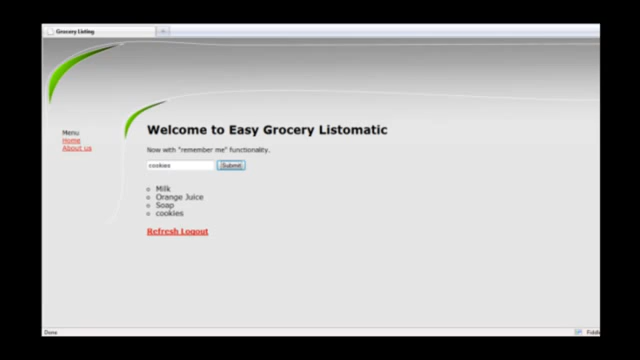 Grocery Listing
Menu
Home
About us
Welcome to Easy Grocery Listomatic
Now with "remember me" functionality.
cookies
Submit
Milk
Orange Juice
Soap
cookies
Refresh Logout
Done